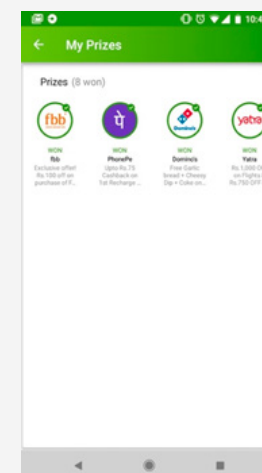 10:4
My Prizes
Prizes (8 won)
fbb
पे
Domino's
yatra
WON
fbb
Exclusive offer!
Rs.100 off on
purchase of F...
WON
PhonePe
Upto Rs.75
Cashback on
1st Recharge ...
WON
Domino's
Free Garlic
bread + Cheesy
Dip + Coke on...
WON
Yatra
Rs.1,000 O
on Flights
Rs.750 OFF